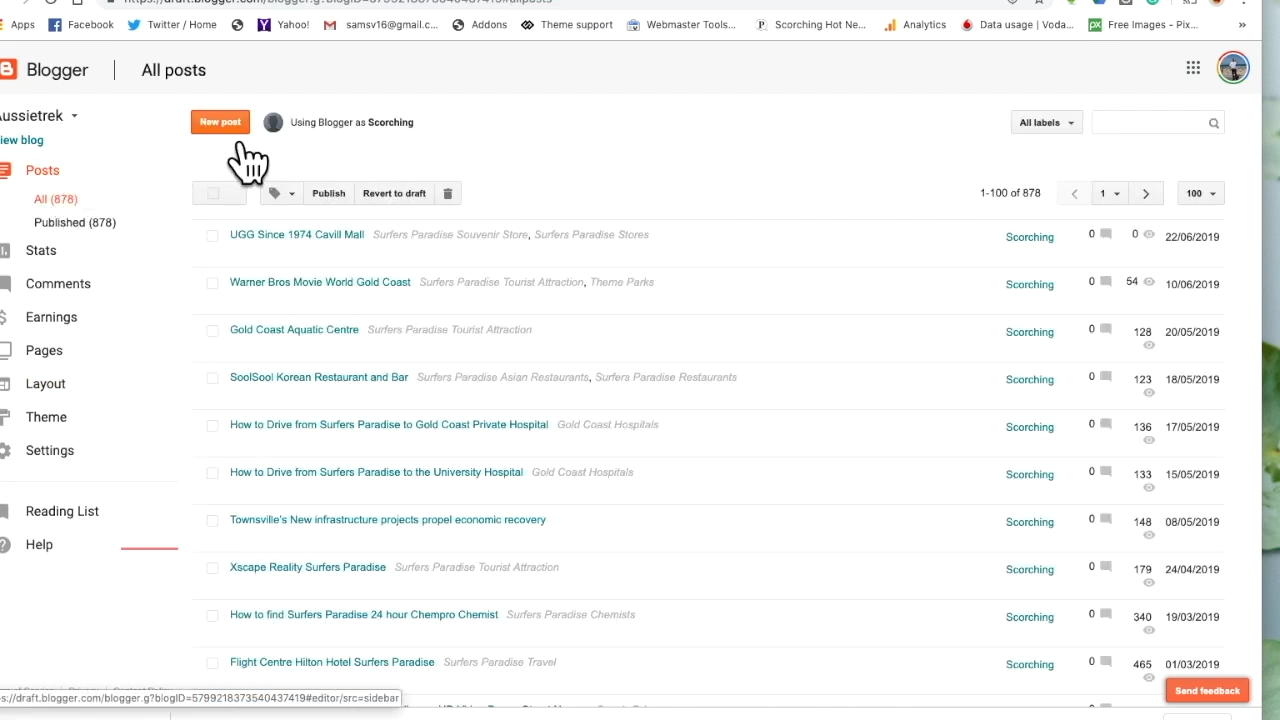 https://draft.blogger.com/blogger.g?blogID=5799218373540437419#allposts
Apps Facebook Twitter / Home Yahoo! samsv16@gmail.c... Addons Theme support Webmaster Tools... Scorching Hot Ne... Analytics Data usage | Voda... Free Images - Pix... »
Blogger All posts
Aussietrek
View blog
New post Using Blogger as Scorching All labels
Posts
All (878)
Published (878)
Stats
Comments
Earnings
Pages
Layout
Theme
Settings
Reading List
Help
Publish Revert to draft 1-100 of 878 1 100
UGG Since 1974 Cavill Mall Surfers Paradise Souvenir Store, Surfers Paradise Stores Scorching 0 0 22/06/2019
Warner Bros Movie World Gold Coast Surfers Paradise Tourist Attraction, Theme Parks Scorching 0 54 10/06/2019
Gold Coast Aquatic Centre Surfers Paradise Tourist Attraction Scorching 0 128 20/05/2019
SoolSool Korean Restaurant and Bar Surfers Paradise Asian Restaurants, Surfers Paradise Restaurants Scorching 0 123 18/05/2019
How to Drive from Surfers Paradise to Gold Coast Private Hospital Gold Coast Hospitals Scorching 0 136 17/05/2019
How to Drive from Surfers Paradise to the University Hospital Gold Coast Hospitals Scorching 0 133 15/05/2019
Townsville's New infrastructure projects propel economic recovery Scorching 0 148 08/05/2019
Xscape Reality Surfers Paradise Surfers Paradise Tourist Attraction Scorching 0 179 24/04/2019
How to find Surfers Paradise 24 hour Chempro Chemist Surfers Paradise Chemists Scorching 0 340 19/03/2019
Flight Centre Hilton Hotel Surfers Paradise Surfers Paradise Travel Scorching 0 465 01/03/2019
Send feedback
s://draft.blogger.com/blogger.g?blogID=5799218373540437419#editor/src=sidebar